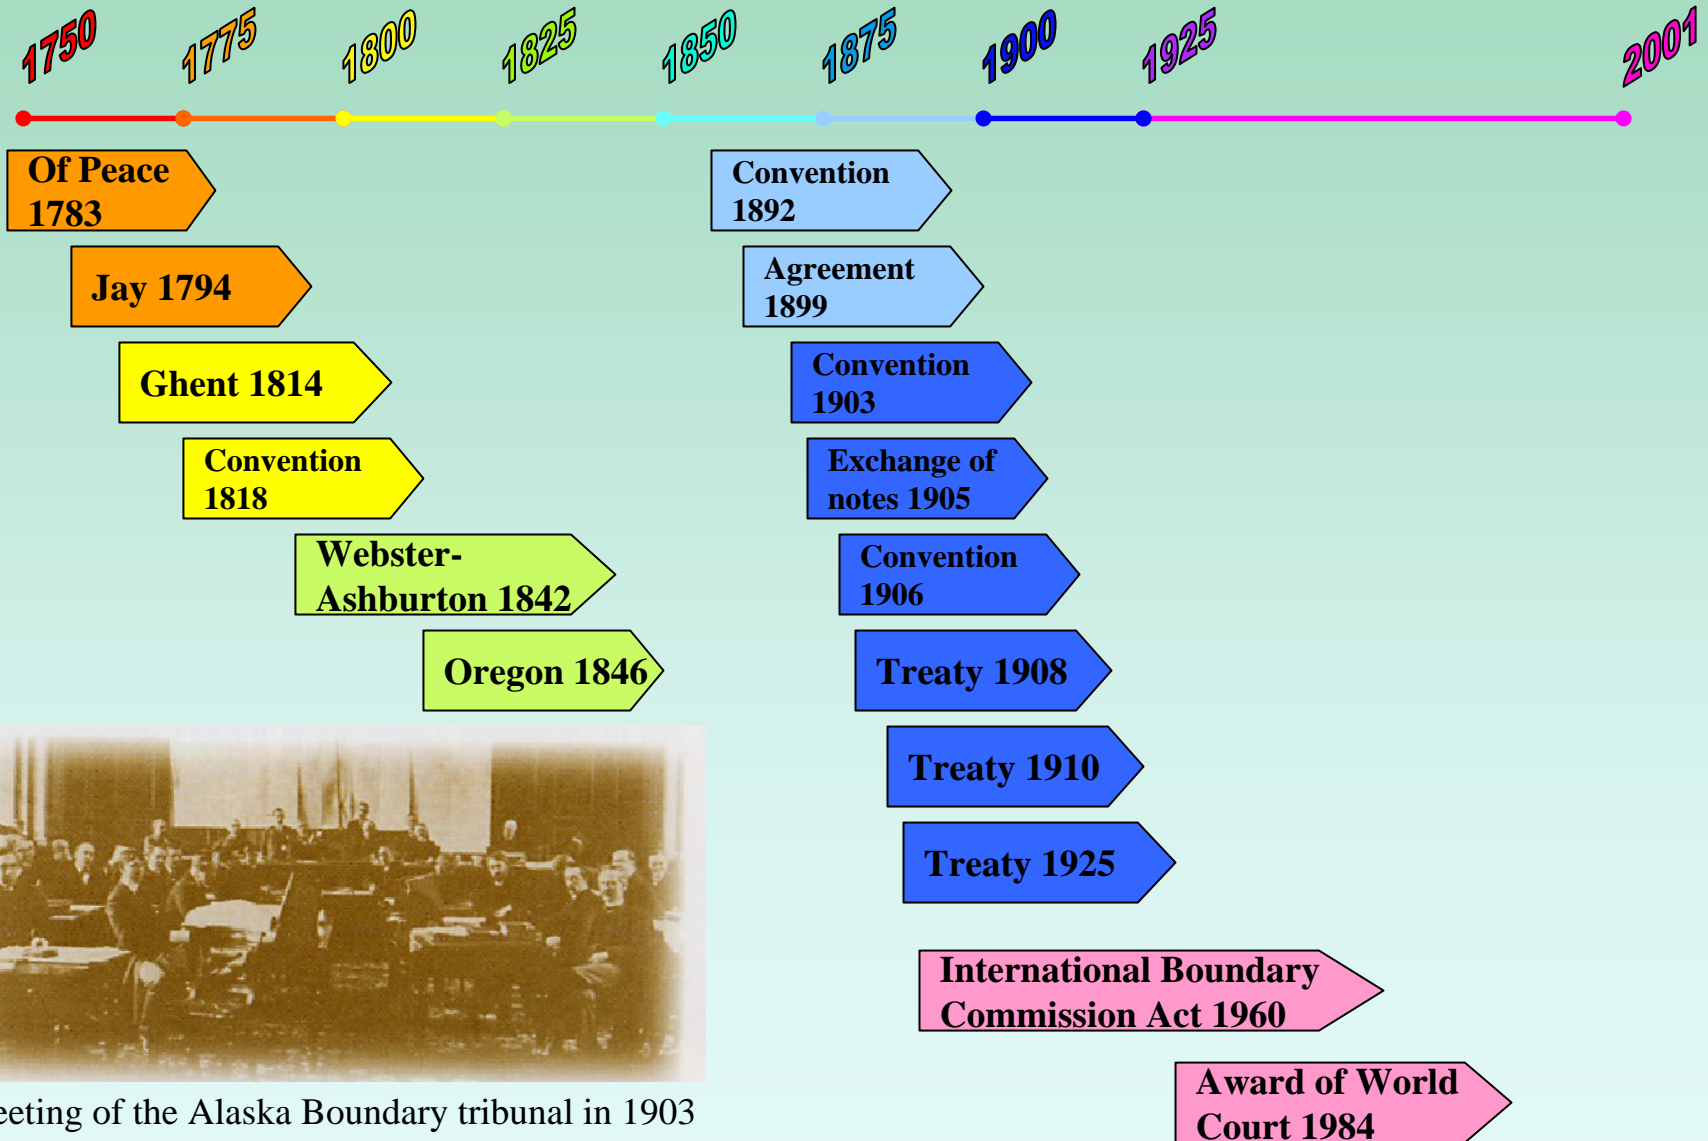 1750
1775
1800
1825
1850
1875
1900
1925
2001
Of Peace
1783
Jay 1794
Ghent 1814
Convention
1818
Webster-
Ashburton 1842
Oregon 1846
Convention
1892
Agreement
1899
Convention
1903
Exchange of
notes 1905
Convention
1906
Treaty 1908
Treaty 1910
Treaty 1925
International Boundary
Commission Act 1960
Award of World
Court 1984
eeting of the Alaska Boundary tribunal in 1903